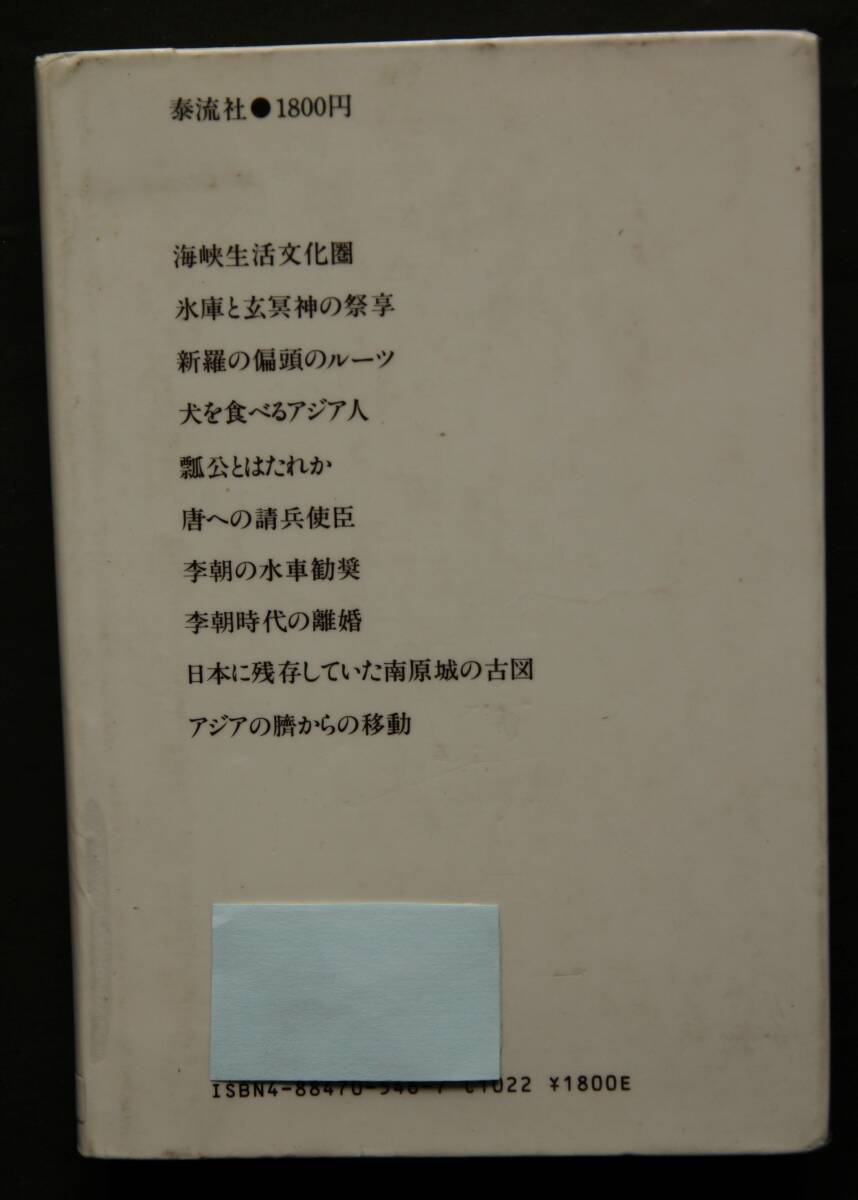 泰流社●1800円
海峡生活文化圏
氷庫と玄冥神の祭享
新羅の偏頭のルーツ
犬を食べるアジア人
瓢公とはたれか
唐への請兵使臣
李朝の水車勧奨
李朝時代の離婚
日本に残存していた南原城の古図
アジアの臍からの移動
ISBN4-88470-546-7 C1022 ¥1800E